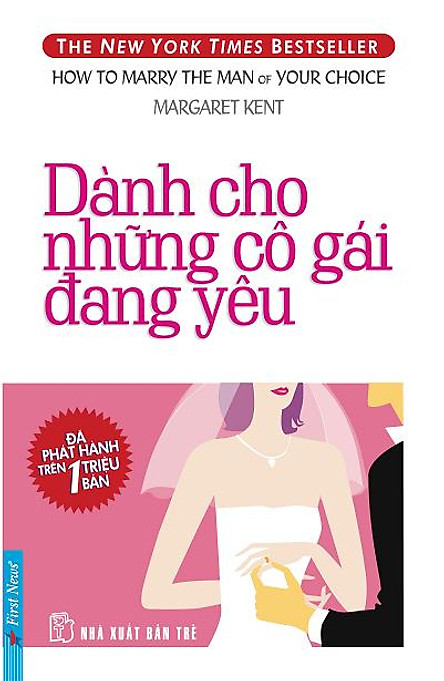 THE NEW YORK TIMES BESTSELLER
HOW TO MARRY THE MAN OF YOUR CHOICE
MARGARET KENT
Dành cho
những cô gái
đang yêu
ĐÃ
PHÁT HÀNH
TRÊN 1 TRIỆU
BẢN
First News
NHÀ XUẤT BẢN TRẺ